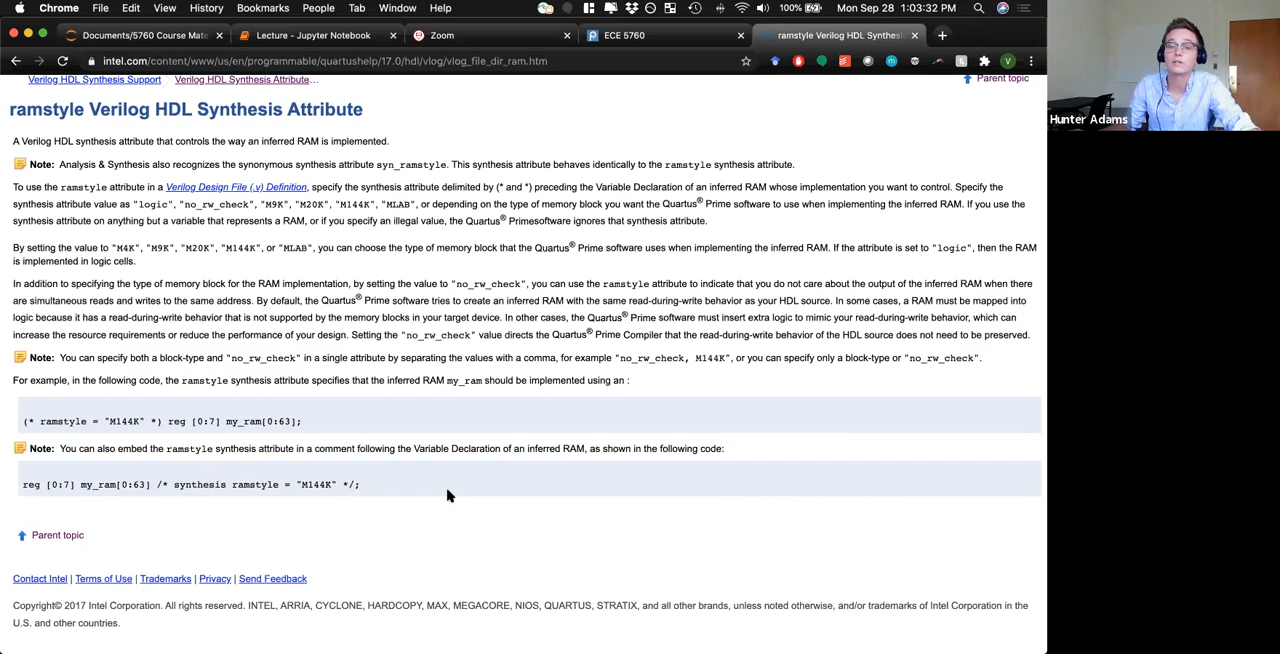 Chrome File Edit View History Bookmarks People Tab Window Help 100% Mon Sep 28 1:03:32 PM
Documents/5760 Course Mate Lecture - Jupyter Notebook Zoom ECE 5760 ramstyle Verilog HDL Synthesis
intel.com/content/www/us/en/programmable/quartushelp/17.0/hdl/vlog/vlog_file_dir_ram.htm V
Verilog HDL Synthesis Support Verilog HDL Synthesis Attribute... Parent topic
ramstyle Verilog HDL Synthesis Attribute
Hunter Adams
A Verilog HDL synthesis attribute that controls the way an inferred RAM is implemented.
Note: Analysis & Synthesis also recognizes the synonymous synthesis attribute syn_ramstyle. This synthesis attribute behaves identically to the ramstyle synthesis attribute.
To use the ramstyle attribute in a Verilog Design File (.v) Definition, specify the synthesis attribute delimited by (* and *) preceding the Variable Declaration of an inferred RAM whose implementation you want to control. Specify the
synthesis attribute value as "logic", "no_rw_check", "M9K", "M20K", "M144K", "MLAB", or depending on the type of memory block you want the Quartus® Prime software to use when implementing the inferred RAM. If you use the
synthesis attribute on anything but a variable that represents a RAM, or if you specify an illegal value, the Quartus® Primesoftware ignores that synthesis attribute.
By setting the value to "M4K", "M9K", "M20K", "M144K", or "MLAB", you can choose the type of memory block that the Quartus® Prime software uses when implementing the inferred RAM. If the attribute is set to "logic", then the RAM
is implemented in logic cells.
In addition to specifying the type of memory block for the RAM implementation, by setting the value to "no_rw_check", you can use the ramstyle attribute to indicate that you do not care about the output of the inferred RAM when there
are simultaneous reads and writes to the same address. By default, the Quartus® Prime software tries to create an inferred RAM with the same read-during-write behavior as your HDL source. In some cases, a RAM must be mapped into
logic because it has a read-during-write behavior that is not supported by the memory blocks in your target device. In other cases, the Quartus® Prime software must insert extra logic to mimic your read-during-write behavior, which can
increase the resource requirements or reduce the performance of your design. Setting the "no_rw_check" value directs the Quartus® Prime Compiler that the read-during-write behavior of the HDL source does not need to be preserved.
Note: You can specify both a block-type and "no_rw_check" in a single attribute by separating the values with a comma, for example "no_rw_check, M144K", or you can specify only a block-type or "no_rw_check".
For example, in the following code, the ramstyle synthesis attribute specifies that the inferred RAM my_ram should be implemented using an :
(* ramstyle = "M144K" *) reg [0:7] my_ram[0:63];
Note: You can also embed the ramstyle synthesis attribute in a comment following the Variable Declaration of an inferred RAM, as shown in the following code:
reg [0:7] my_ram[0:63] /* synthesis ramstyle = "M144K" */;
Parent topic
Contact Intel | Terms of Use | Trademarks | Privacy | Send Feedback
Copyright© 2017 Intel Corporation. All rights reserved. INTEL, ARRIA, CYCLONE, HARDCOPY, MAX, MEGACORE, NIOS, QUARTUS, STRATIX, and all other brands, unless noted otherwise, and/or trademarks of Intel Corporation in the
U.S. and other countries.